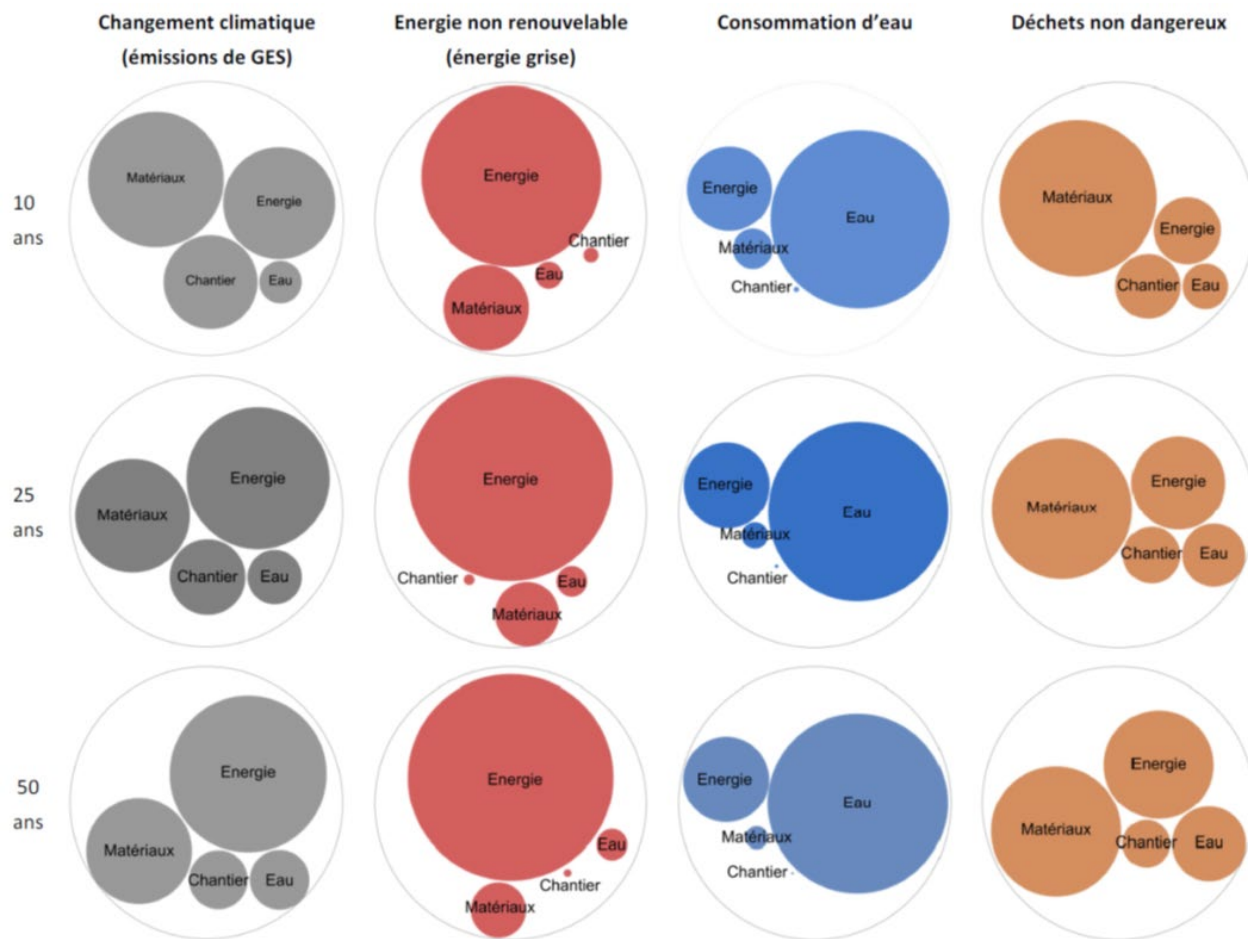 Changement climatique
(émissions de GES)
Energie non renouvelable
(énergie grise)
Consommation d’eau
Déchets non dangereux
10
ans
Matériaux
Energie
Chantier
Eau
Energie
Chantier
Eau
Matériaux
Energie
Eau
Matériaux
Chantier
Matériaux
Energie
Chantier
Eau
25
ans
Energie
Matériaux
Chantier
Eau
Energie
Chantier
Eau
Matériaux
Energie
Eau
Matériaux
Chantier
Energie
Matériaux
Chantier
Eau
50
ans
Energie
Matériaux
Chantier
Eau
Energie
Eau
Chantier
Matériaux
Energie
Eau
Matériaux
Chantier
Energie
Matériaux
Chantier
Eau